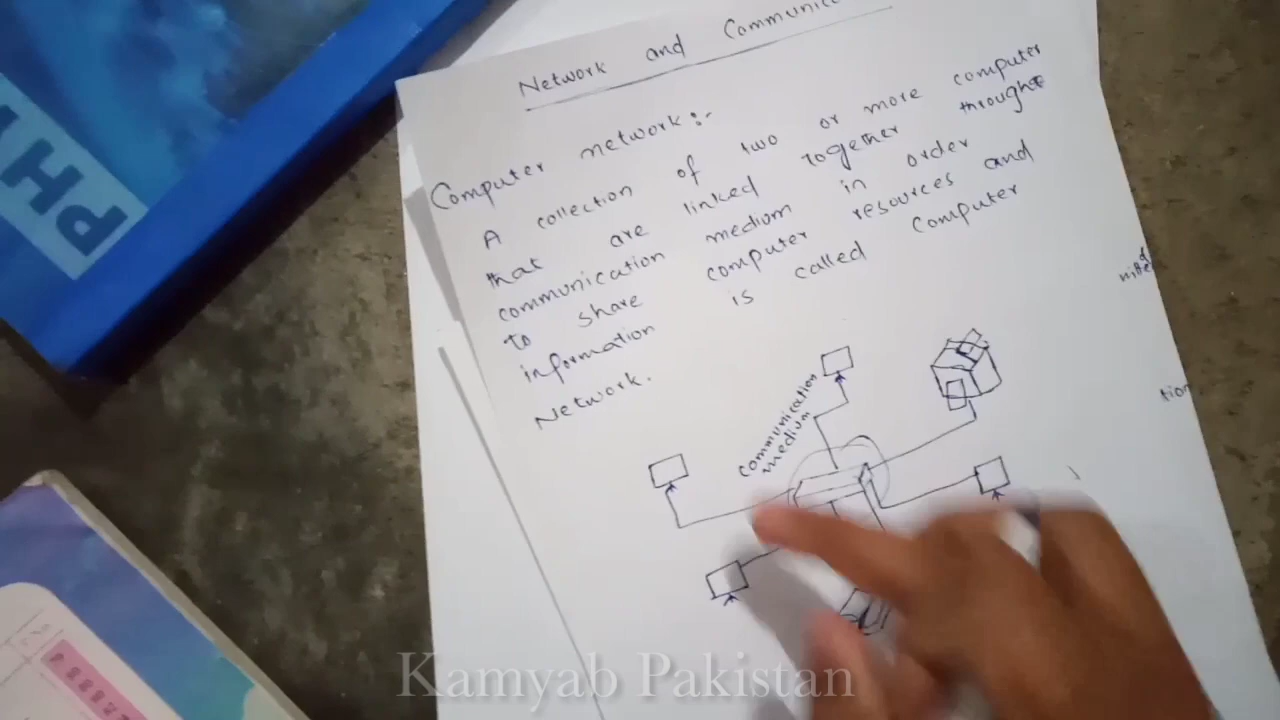 Network and Communic
Computer network:-
A collection of two or more computer
that are linked together through
communication medium in order
to share computer resources and
information is called Computer
Network.
communication
medium
PH
Kamyab Pakistan